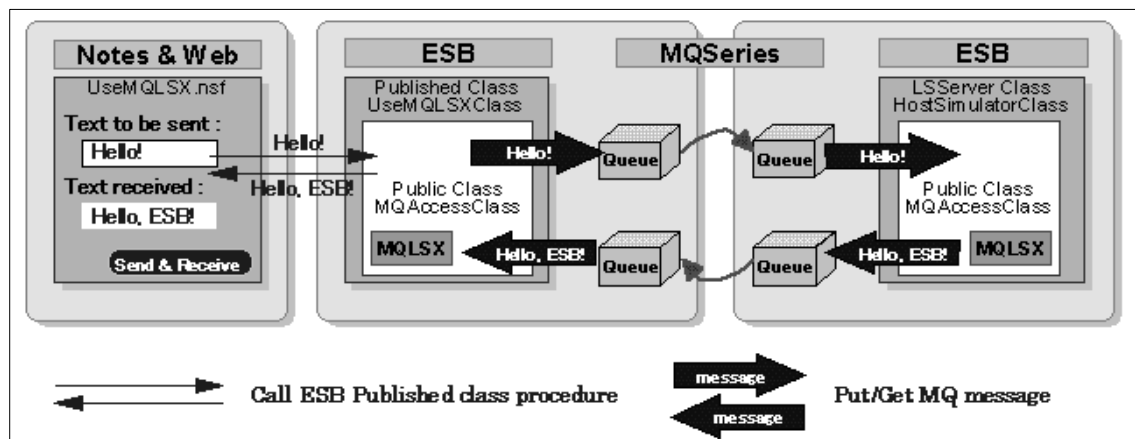 Notes & Web
UseMQLSX.nsf
Text to be sent :
Hello!
Text received :
Hello, ESB!
Send & Receive
Hello!
Hello, ESB!
ESB
Published Class
UseMQLSXClass
Hello!
Public Class
MQAccessClass
MQLSX
Hello, ESB!
MQSeries
Queue
Queue
Queue
Queue
ESB
LSServer Class
HostSimulatorClass
Hello!
Public Class
MQAccessClass
Hello, ESB!
MQLSX
Call ESB Published class procedure
message
message
Put/Get MQ message